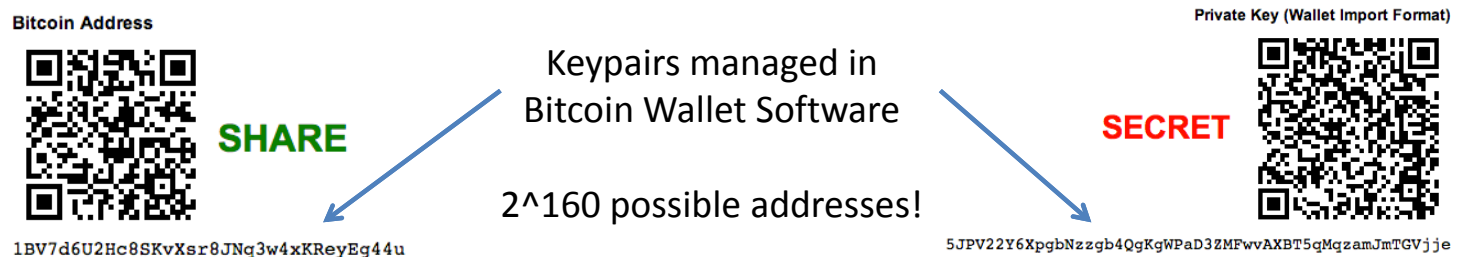 Bitcoin Address
Private Key (Wallet Import Format)
Keypairs managed in
Bitcoin Wallet Software
SHARE
SECRET
2^160 possible addresses!
1BV7d6U2Hc8SKvXsr8JNq3w4xKReyEg44u
5JPV22Y6XpgbNzzgb4QgKgWPaD3ZMFwvAXBT5qMqzamJmTGVjje